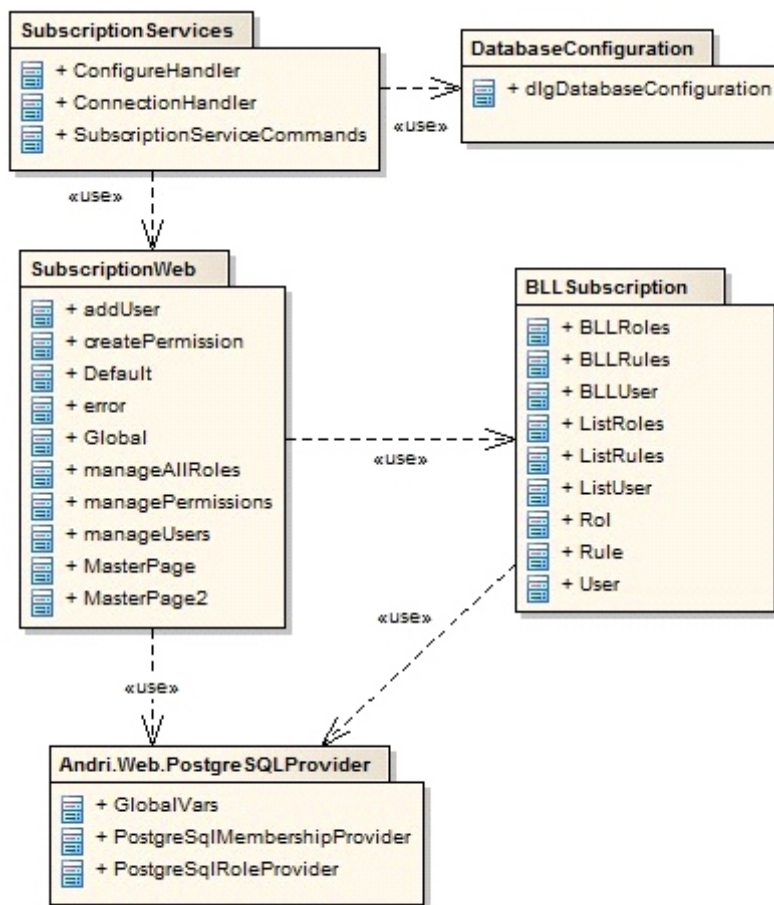 SubscriptionServices
+ ConfigureHandler
+ ConnectionHandler
+ SubscriptionServiceCommands
DatabaseConfiguration
+ dlgDatabaseConfiguration
«use»
«use»
SubscriptionWeb
+ addUser
+ createPermission
+ Default
+ error
+ Global
+ manageAllRoles
+ managePermissions
+ manageUsers
+ MasterPage
+ MasterPage2
«use»
BLLSubscription
+ BLLRoles
+ BLLRules
+ BLLUser
+ ListRoles
+ ListRules
+ ListUser
+ Rol
+ Rule
+ User
«use»
«use»
Andri.Web.PostgreSQLProvider
+ GlobalVars
+ PostgreSqlMembershipProvider
+ PostgreSqlRoleProvider